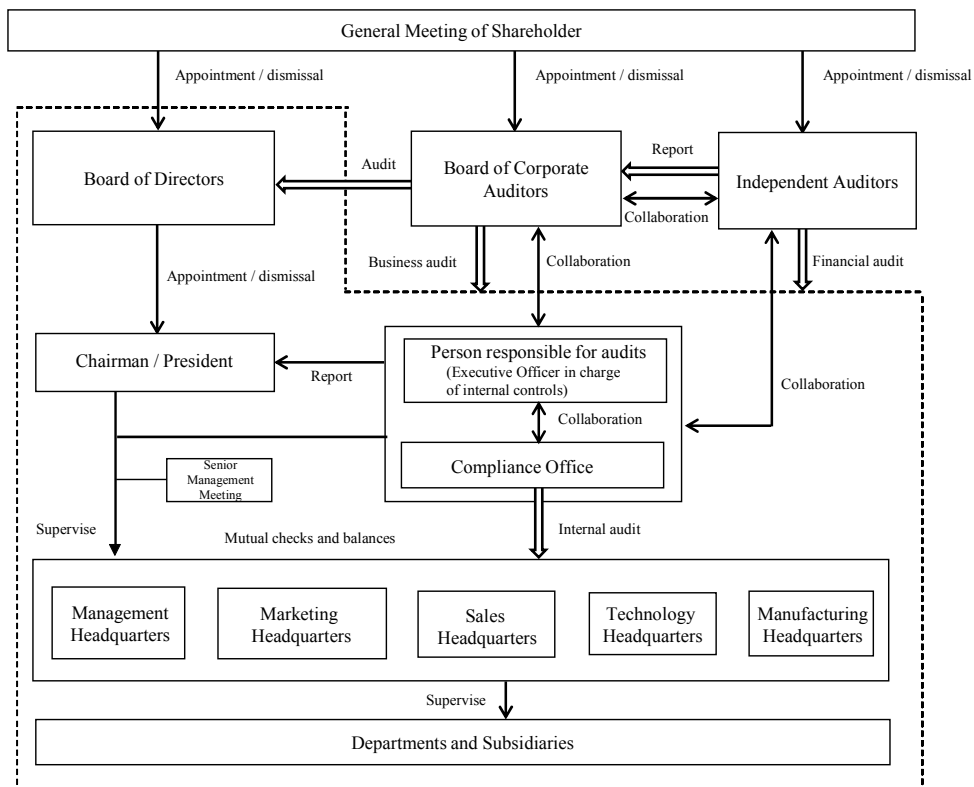 General Meeting of Shareholder
Appointment / dismissal
Appointment / dismissal
Appointment / dismissal
Board of Directors
Audit
Board of Corporate
Auditors
Report
Collaboration
Independent Auditors
Business audit
Collaboration
Financial audit
Appointment / dismissal
Chairman / President
Report
Person responsible for audits
(Executive Officer in charge
of internal controls)
Collaboration
Collaboration
Compliance Office
Senior
Management
Meeting
Supervise
Mutual checks and balances
Internal audit
Management
Headquarters
Marketing
Headquarters
Sales
Headquarters
Technology
Headquarters
Manufacturing
Headquarters
Supervise
Departments and Subsidiaries